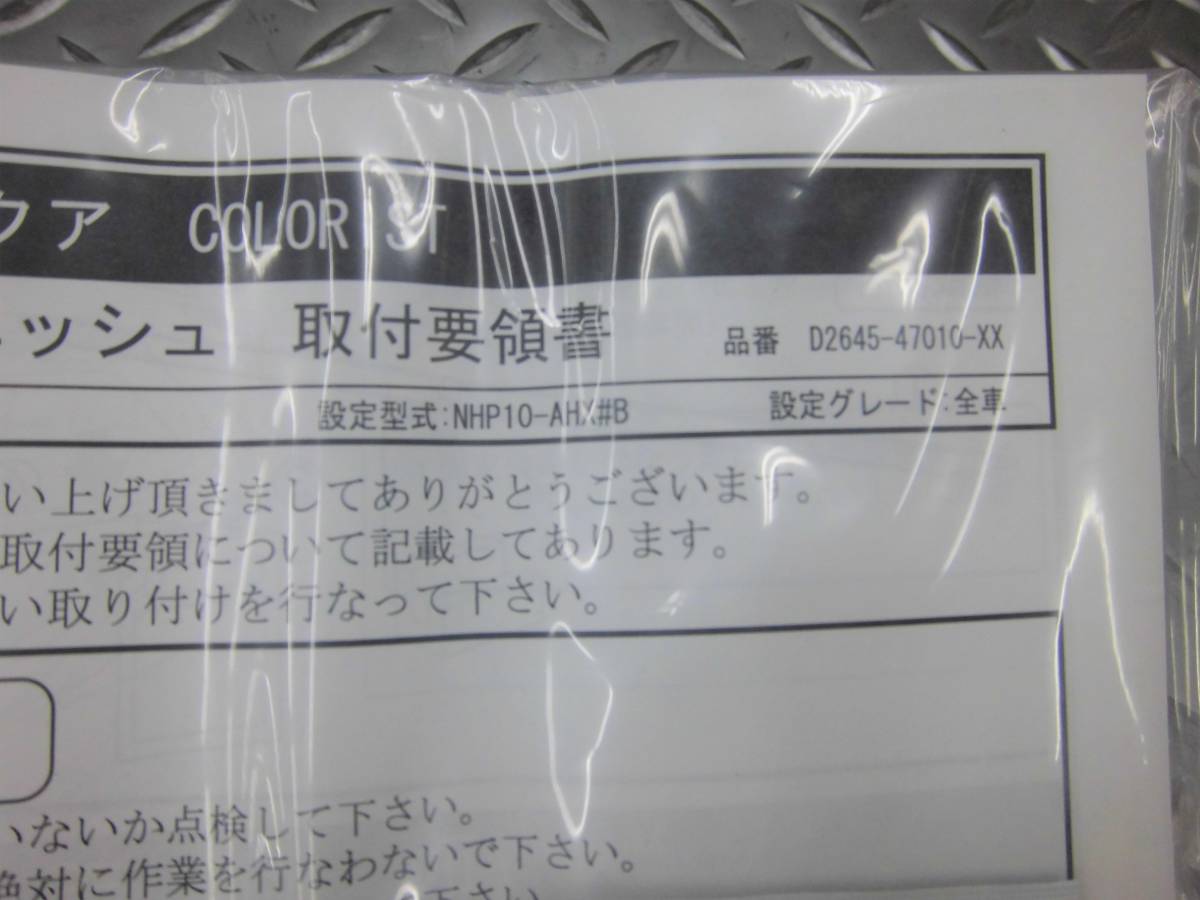 クア COLOR IST
ニッシュ 取付要領書 品番 D2645-47010-XX
設定型式:NHP10-AHX#B 設定グレード:全車
い上げ頂きましてありがとうございます。
取付要領について記載してあります。
い取り付けを行なって下さい。
いないか点検して下さい。
絶対に作業を行なわないで下さい。
下さい。